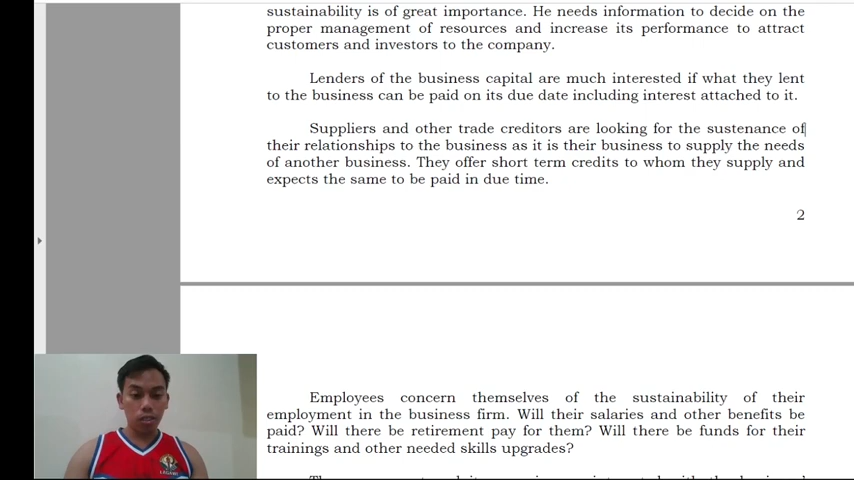 sustainability is of great importance. He needs information to decide on the
proper management of resources and increase its performance to attract
customers and investors to the company.
Lenders of the business capital are much interested if what they lent
to the business can be paid on its due date including interest attached to it.
Suppliers and other trade creditors are looking for the sustenance of
their relationships to the business as it is their business to supply the needs
of another business. They offer short term credits to whom they supply and
expects the same to be paid in due time.
2
Employees concern themselves of the sustainability of their
employment in the business firm. Will their salaries and other benefits be
paid? Will there be retirement pay for them? Will there be funds for their
trainings and other needed skills upgrades?